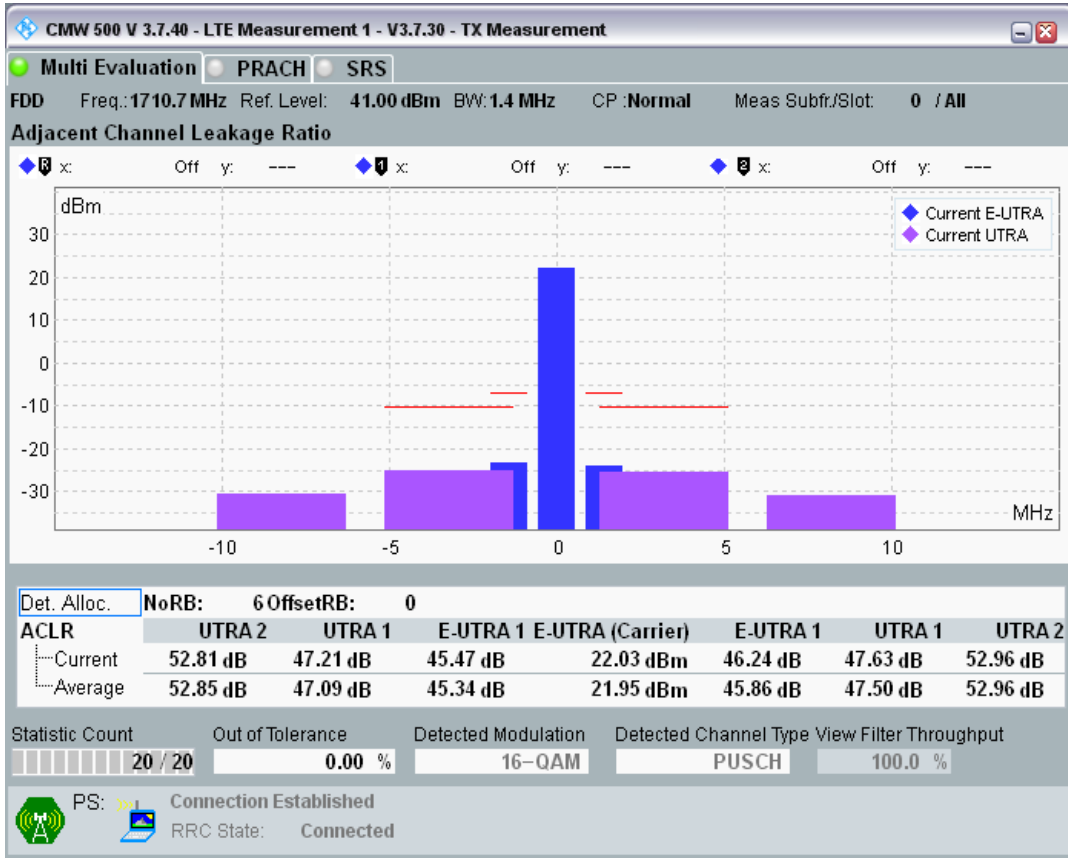 CMW 500 V 3.7.40 - LTE Measurement 1 - V3.7.30 - TX Measurement
Multi Evaluation PRACH SRS
FDD Freq.:1710.7 MHz Ref. Level: 41.00 dBm BW:1.4 MHz CP :Normal Meas Subfr./Slot: 0 / All
Adjacent Channel Leakage Ratio
R x: Off y: --- 1 x: Off y: --- 2 x: Off y: ---
dBm
Current E-UTRA
Current UTRA
30
20
10
0
-10
-20
-30
MHz
-10 -5 0 5 10
Det. Alloc. NoRB: 6 OffsetRB: 0
ACLR UTRA 2 UTRA 1 E-UTRA 1 E-UTRA (Carrier) E-UTRA 1 UTRA 1 UTRA 2
Current 52.81 dB 47.21 dB 45.47 dB 22.03 dBm 46.24 dB 47.63 dB 52.96 dB
Average 52.85 dB 47.09 dB 45.34 dB 21.95 dBm 45.86 dB 47.50 dB 52.96 dB
Statistic Count Out of Tolerance Detected Modulation Detected Channel Type View Filter Throughput
20 / 20 0.00 % 16-QAM PUSCH 100.0 %
PS: Connection Established
RRC State: Connected